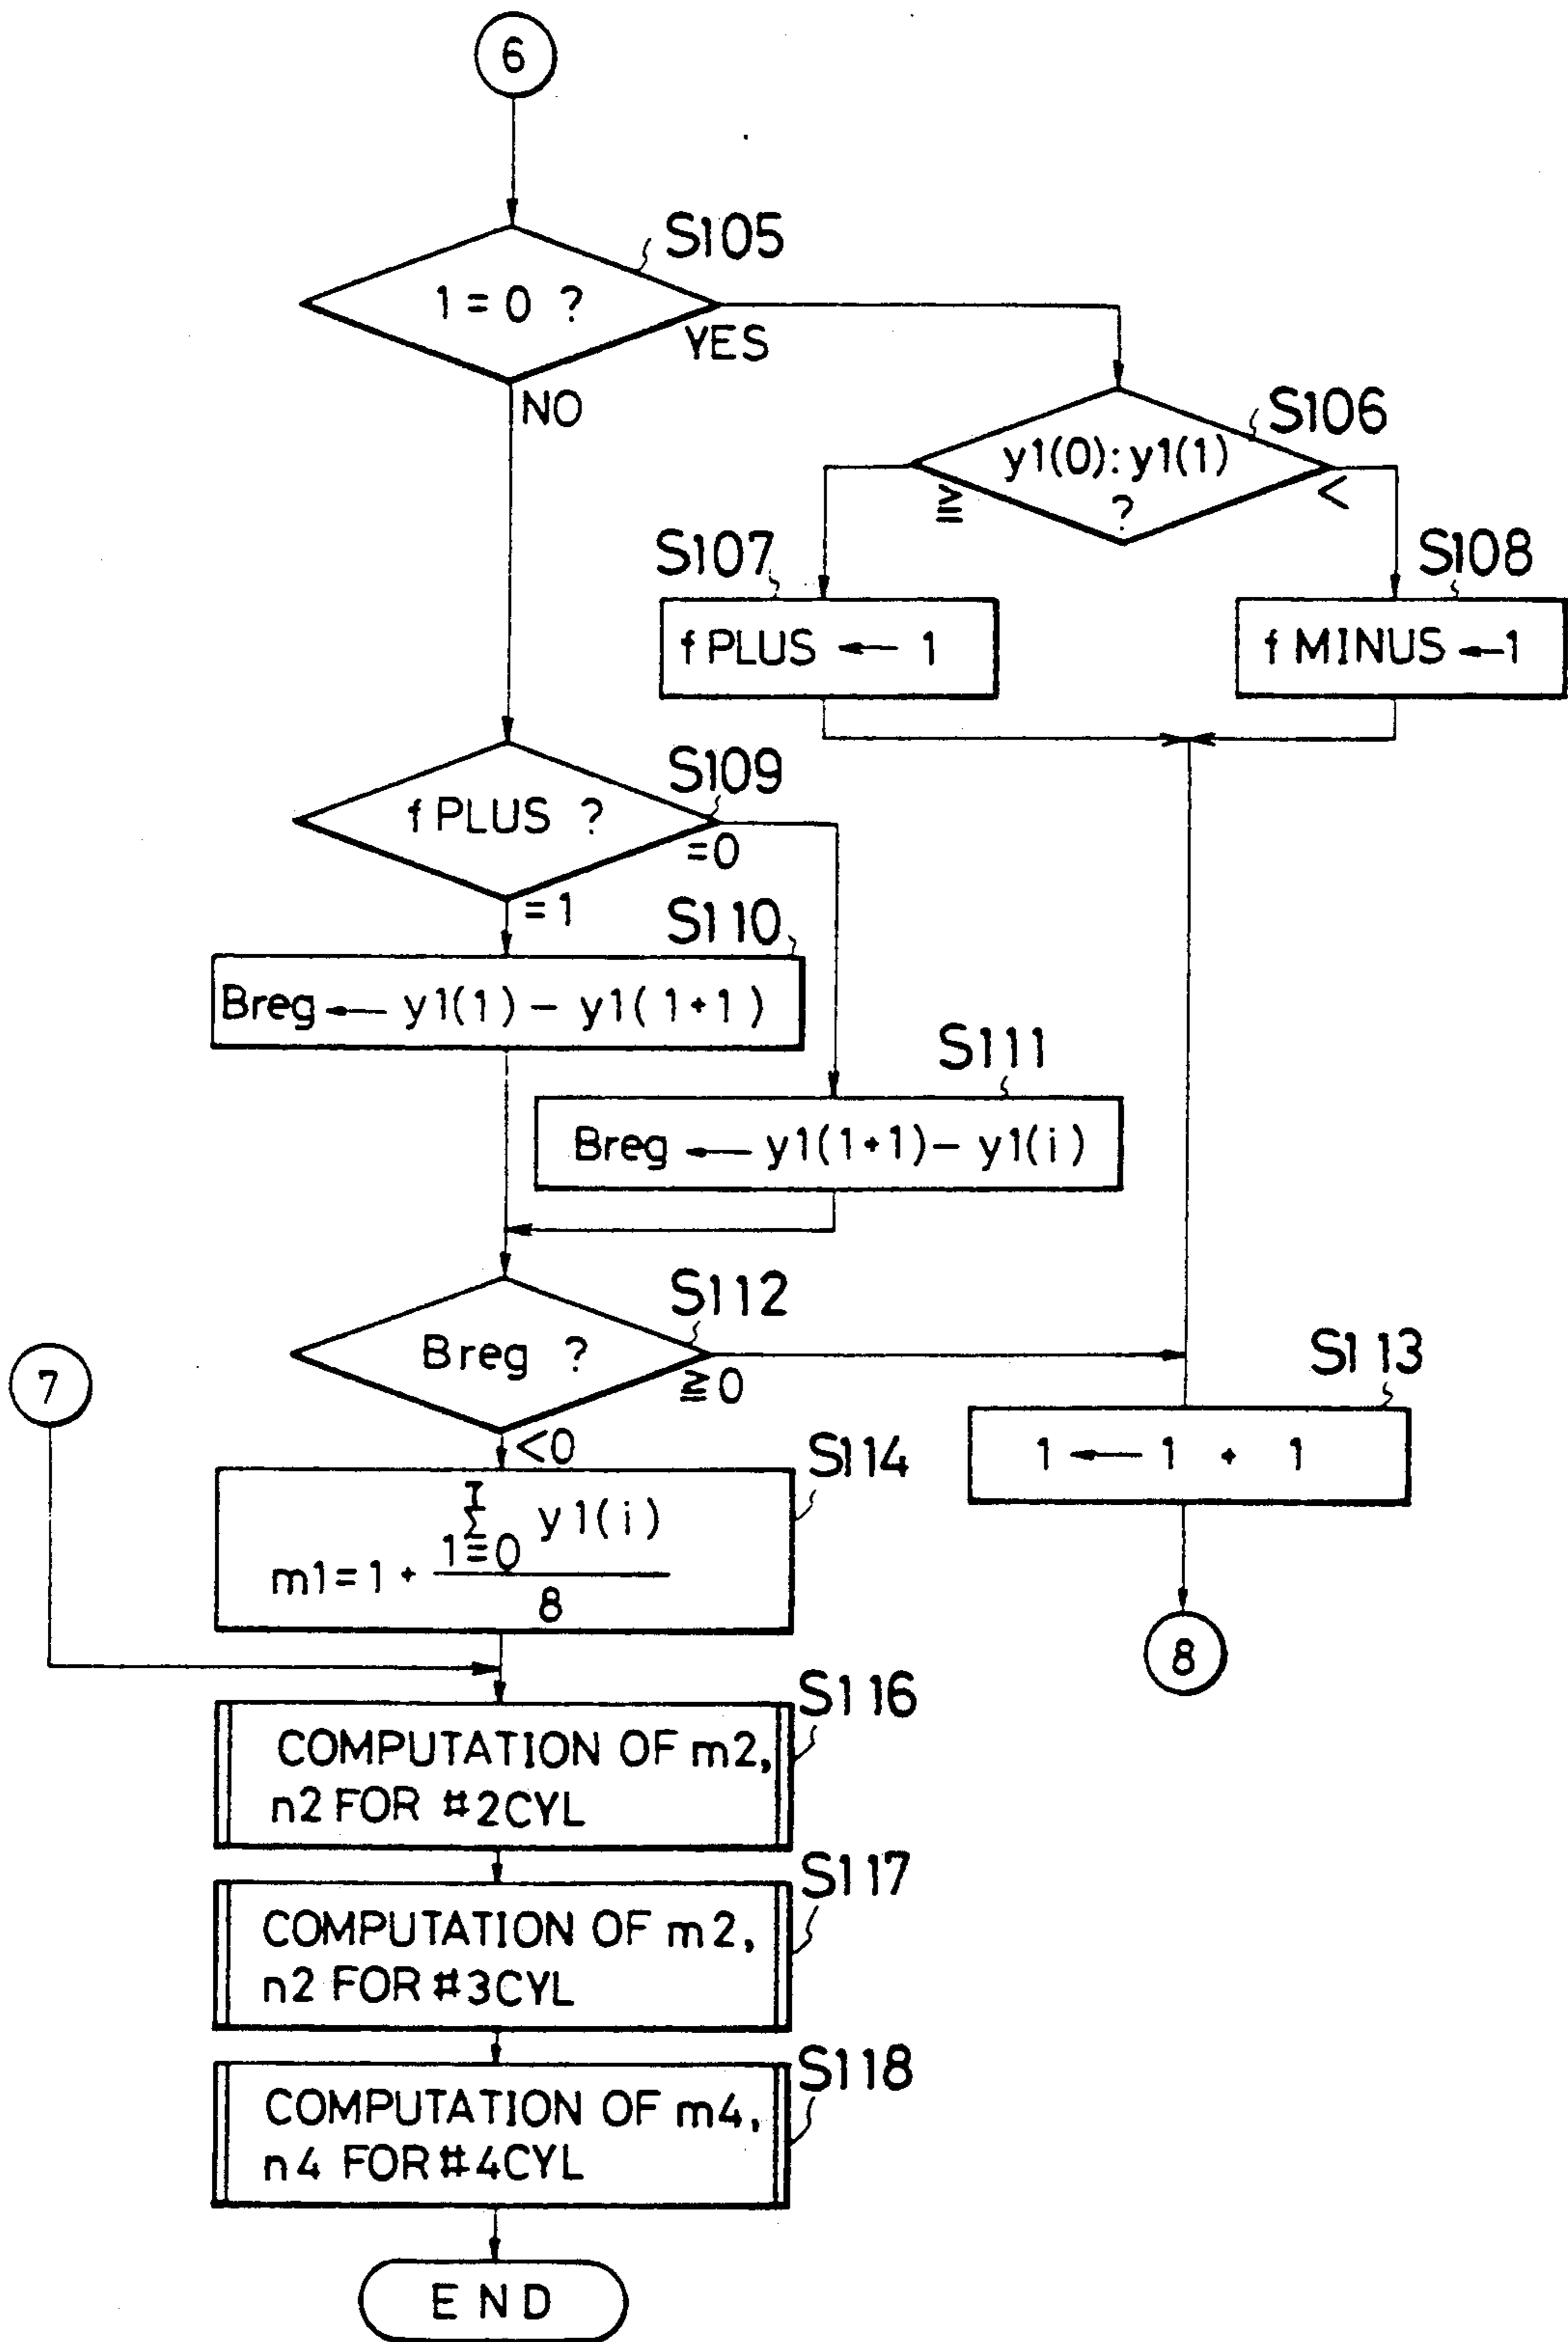 6
S105
1 = 0 ?
YES
NO
S106
y1(0) : y1(1)
?
≧
<
S107
f PLUS ← 1
S108
f MINUS ← 1
S109
f PLUS ?
=0
=1
S110
Breg ← y1(1) - y1(1+1)
S111
Breg ← y1(1+1) - y1(i)
S112
Breg ?
≧0
<0
7
S113
1 ← 1 + 1
8
S114
I
Σ y1(i)
1=0
m1=1+
8
S116
COMPUTATION OF m2,
n2 FOR #2CYL
S117
COMPUTATION OF m2,
n2 FOR #3CYL
S118
COMPUTATION OF m4,
n4 FOR #4CYL
END